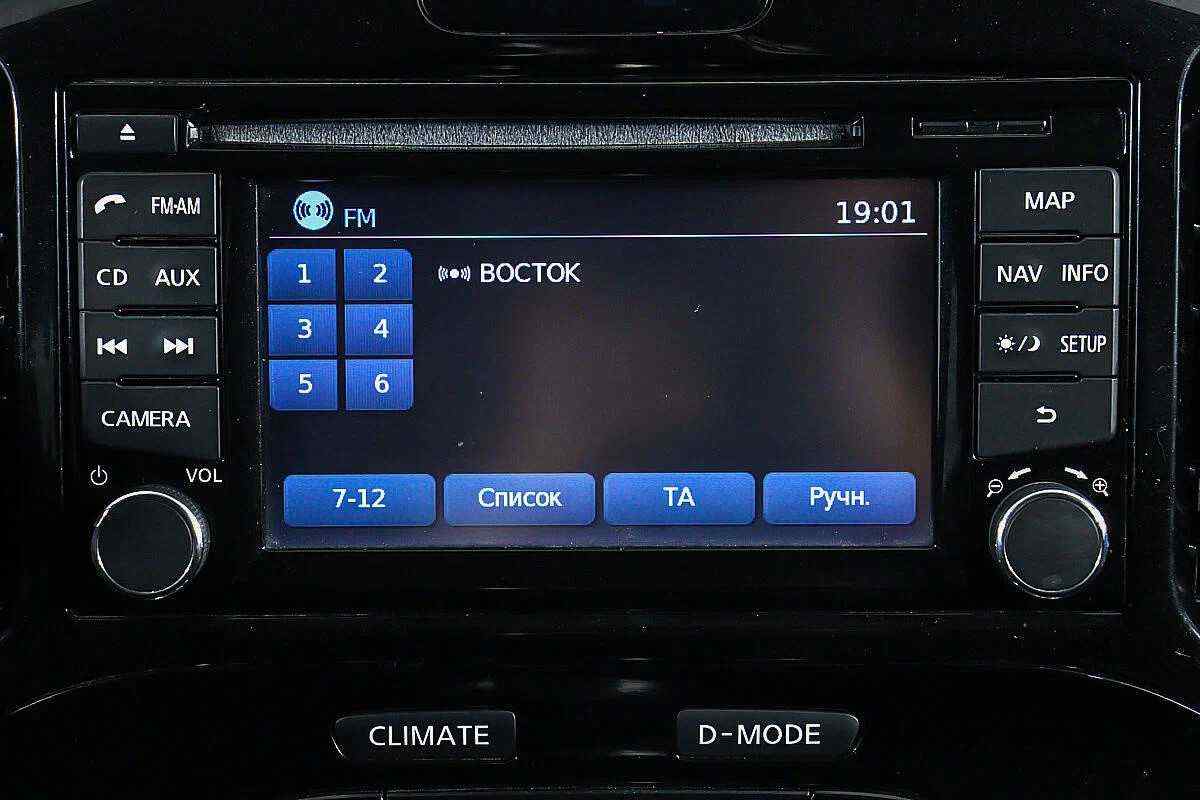 FM 19:01
FM·AM
MAP
1 2 ВОСТОК
CD AUX
NAV INFO
3 4
SETUP
5 6
CAMERA
VOL
7-12 Список TA Ручн.
CLIMATE D-MODE